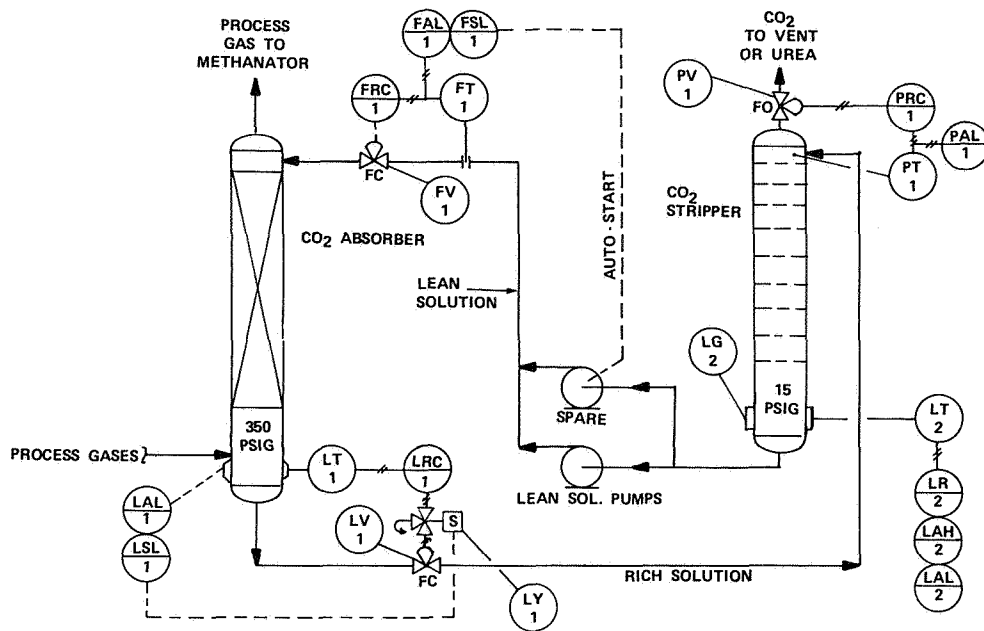 PROCESS
GAS TO
METHANATOR
FAL
1
FSL
1
FRC
1
FT
1
FC
FV
1
CO₂ ABSORBER
LEAN
SOLUTION
AUTO-START
CO₂
TO VENT
OR UREA
PV
1
FO
PRC
1
PAL
1
PT
1
CO₂
STRIPPER
LG
2
15
PSIG
SPARE
LEAN SOL. PUMPS
LT
2
LR
2
LAH
2
LAL
2
350
PSIG
PROCESS GASES
LT
1
LRC
1
LAL
1
LSL
1
LV
1
S
FC
LY
1
RICH SOLUTION